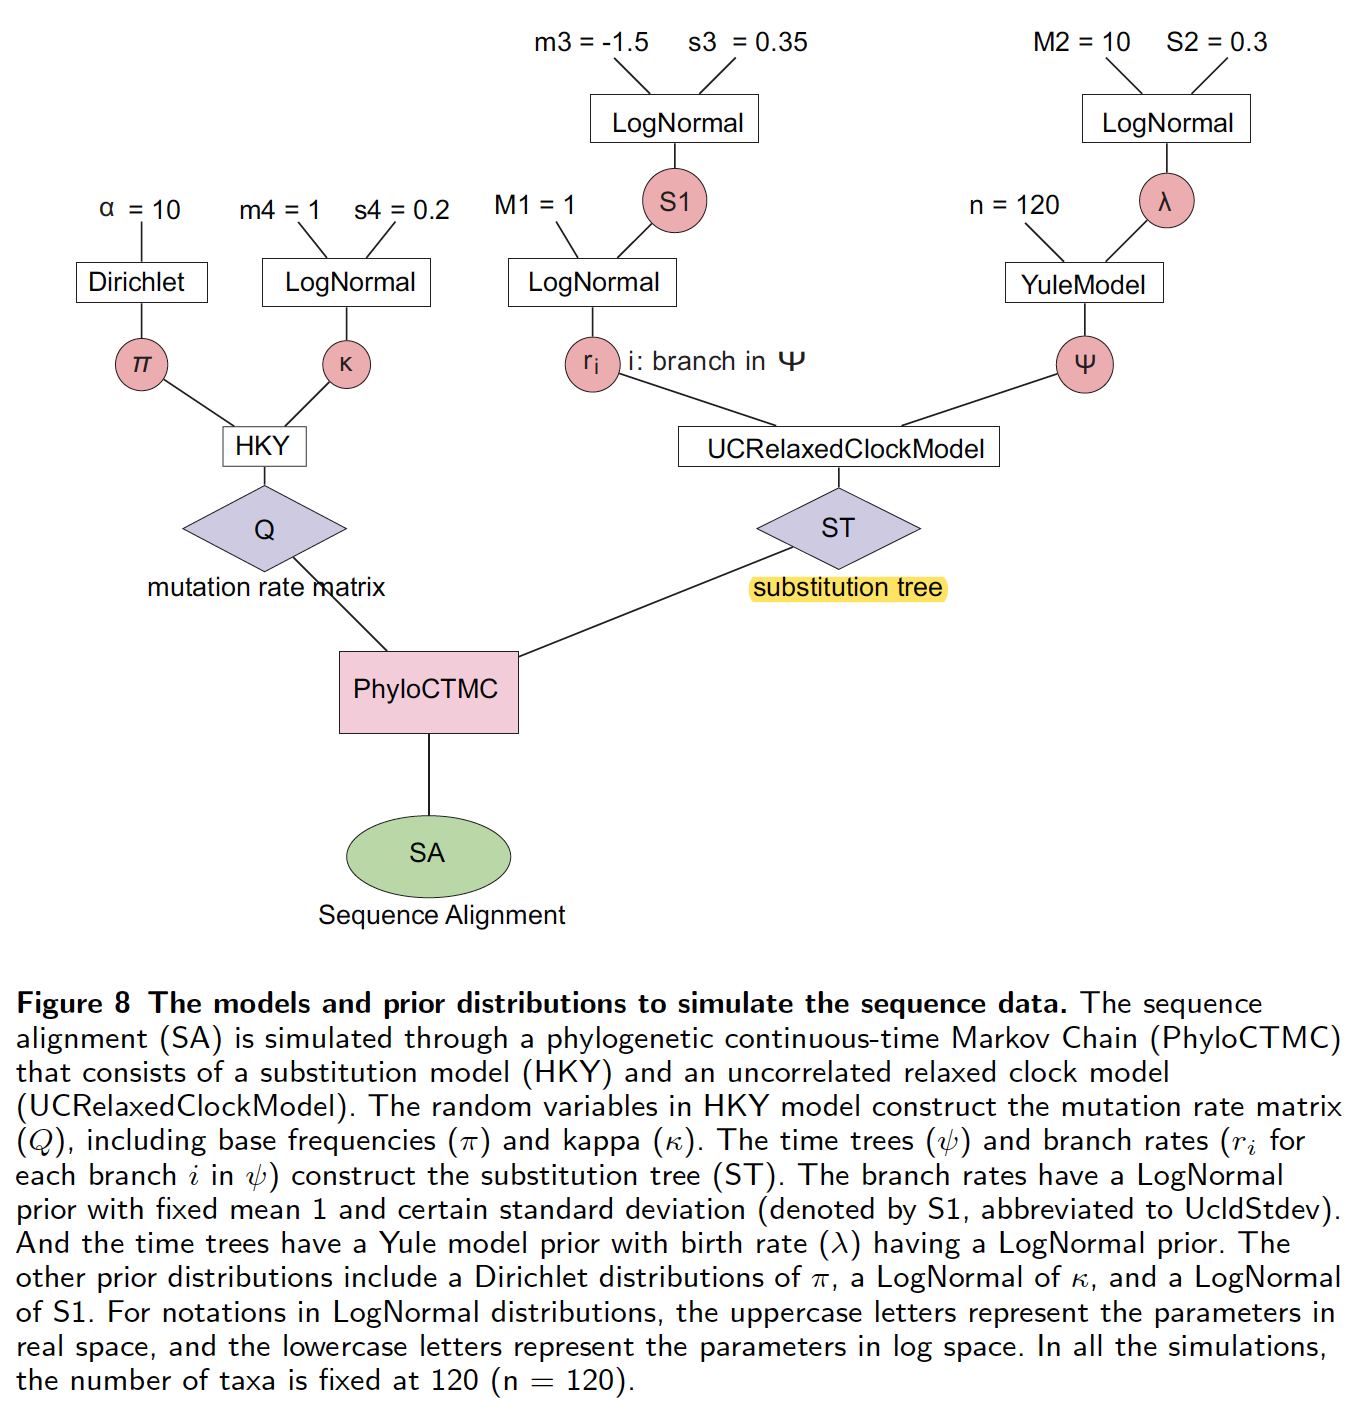 m3 = -1.5 s3 = 0.35 M2 = 10 S2 = 0.3
LogNormal LogNormal
S1 λ
α = 10 m4 = 1 s4 = 0.2 M1 = 1 n = 120
Dirichlet LogNormal LogNormal YuleModel
π κ ri i: branch in Ψ Ψ
HKY UCRelaxedClockModel
Q ST
mutation rate matrix substitution tree
PhyloCTMC
SA
Sequence Alignment
Figure 8 The models and prior distributions to simulate the sequence data. The sequence
alignment (SA) is simulated through a phylogenetic continuous-time Markov Chain (PhyloCTMC)
that consists of a substitution model (HKY) and an uncorrelated relaxed clock model
(UCRelaxedClockModel). The random variables in HKY model construct the mutation rate matrix
(Q), including base frequencies (π) and kappa (κ). The time trees (ψ) and branch rates (ri for
each branch i in ψ) construct the substitution tree (ST). The branch rates have a LogNormal
prior with fixed mean 1 and certain standard deviation (denoted by S1, abbreviated to UcldStdev).
And the time trees have a Yule model prior with birth rate (λ) having a LogNormal prior. The
other prior distributions include a Dirichlet distributions of π, a LogNormal of κ, and a LogNormal
of S1. For notations in LogNormal distributions, the uppercase letters represent the parameters in
real space, and the lowercase letters represent the parameters in log space. In all the simulations,
the number of taxa is fixed at 120 (n = 120).